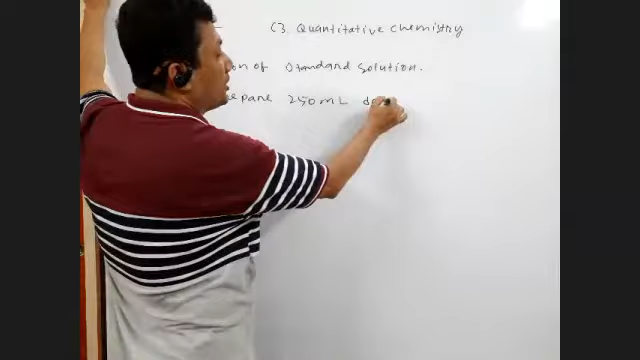 C3. Quantitative Chemistry
on of Standard Solution.
epare 250mL